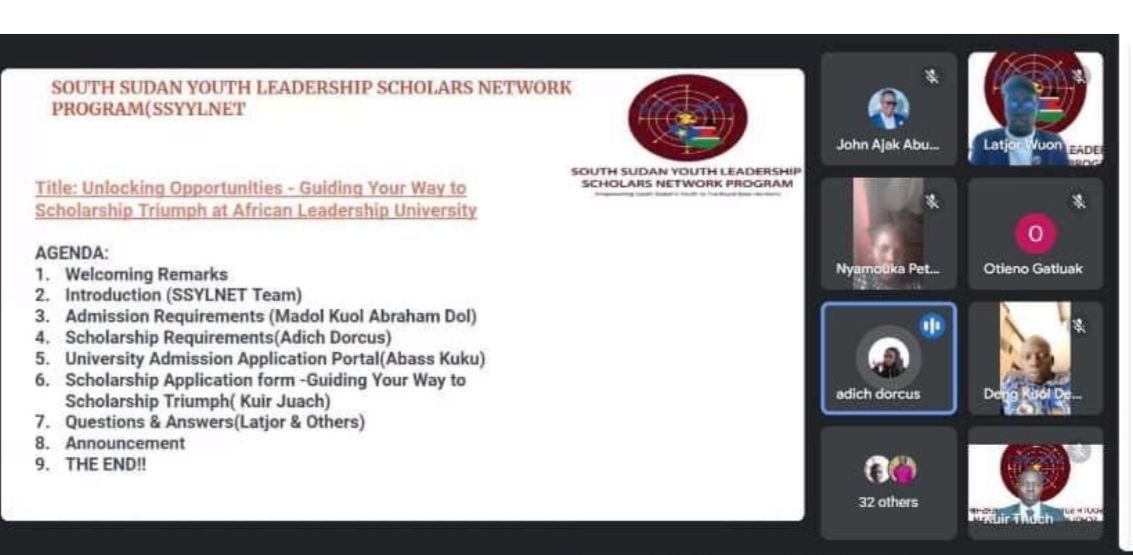 SOUTH SUDAN YOUTH LEADERSHIP SCHOLARS NETWORK
PROGRAM(SSYYLNET
SOUTH SUDAN YOUTH LEADERSHIP
SCHOLARS NETWORK PROGRAM
Title: Unlocking Opportunities - Guiding Your Way to
Scholarship Triumph at African Leadership University
AGENDA:
1. Welcoming Remarks
2. Introduction (SSYLNET Team)
3. Admission Requirements (Madol Kuol Abraham Dol)
4. Scholarship Requirements(Adich Dorcus)
5. University Admission Application Portal(Abass Kuku)
6. Scholarship Application form -Guiding Your Way to
Scholarship Triumph( Kuir Juach)
7. Questions & Answers(Latjor & Others)
8. Announcement
9. THE END!!
John Ajak Abu...
Latjor Wuon
Nyamouka Pet...
O
Otieno Gatluak
adich dorcus
Deng Kuol De...
32 others
Kuir Thuch